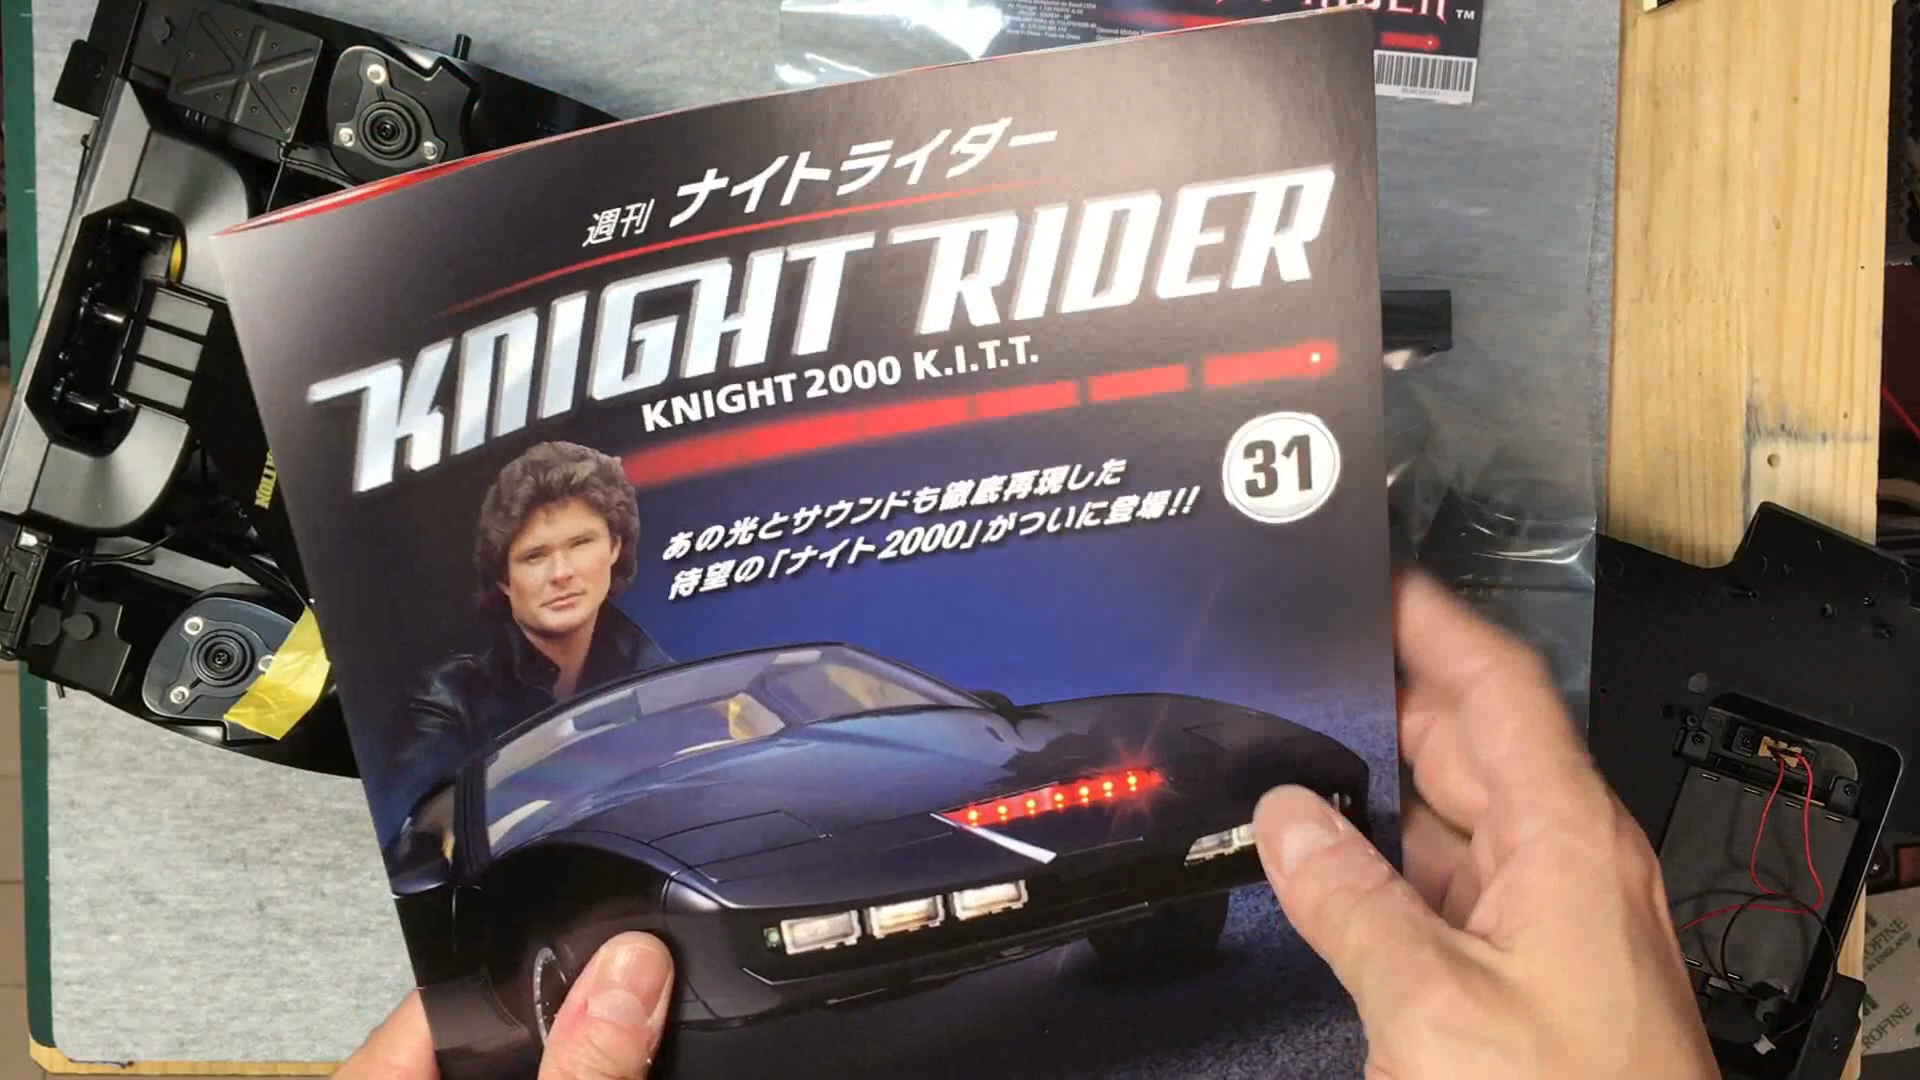 RIDER™
週刊 ナイトライダー
KNIGHT RIDER
KNIGHT 2000 K.I.T.T.
31
あの光とサウンドも徹底再現した
待望の「ナイト2000」がついに登場!!